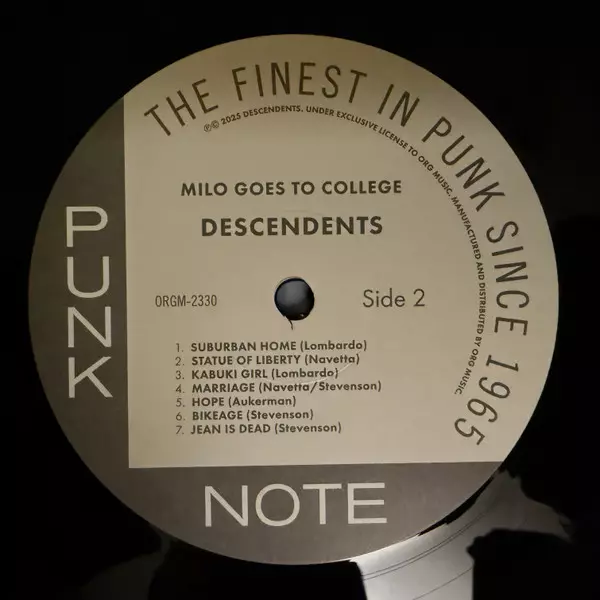 THE FINEST IN PUNK SINCE 1965
℗© 2025 DESCENDENTS. UNDER EXCLUSIVE LICENSE TO ORG MUSIC. MANUFACTURED AND DISTRIBUTED BY ORG MUSIC.
MILO GOES TO COLLEGE
DESCENDENTS
PUNK
ORGM-2330
Side 2
1. SUBURBAN HOME (Lombardo)
2. STATUE OF LIBERTY (Navetta)
3. KABUKI GIRL (Lombardo)
4. MARRIAGE (Navetta/Stevenson)
5. HOPE (Aukerman)
6. BIKEAGE (Stevenson)
7. JEAN IS DEAD (Stevenson)
NOTE